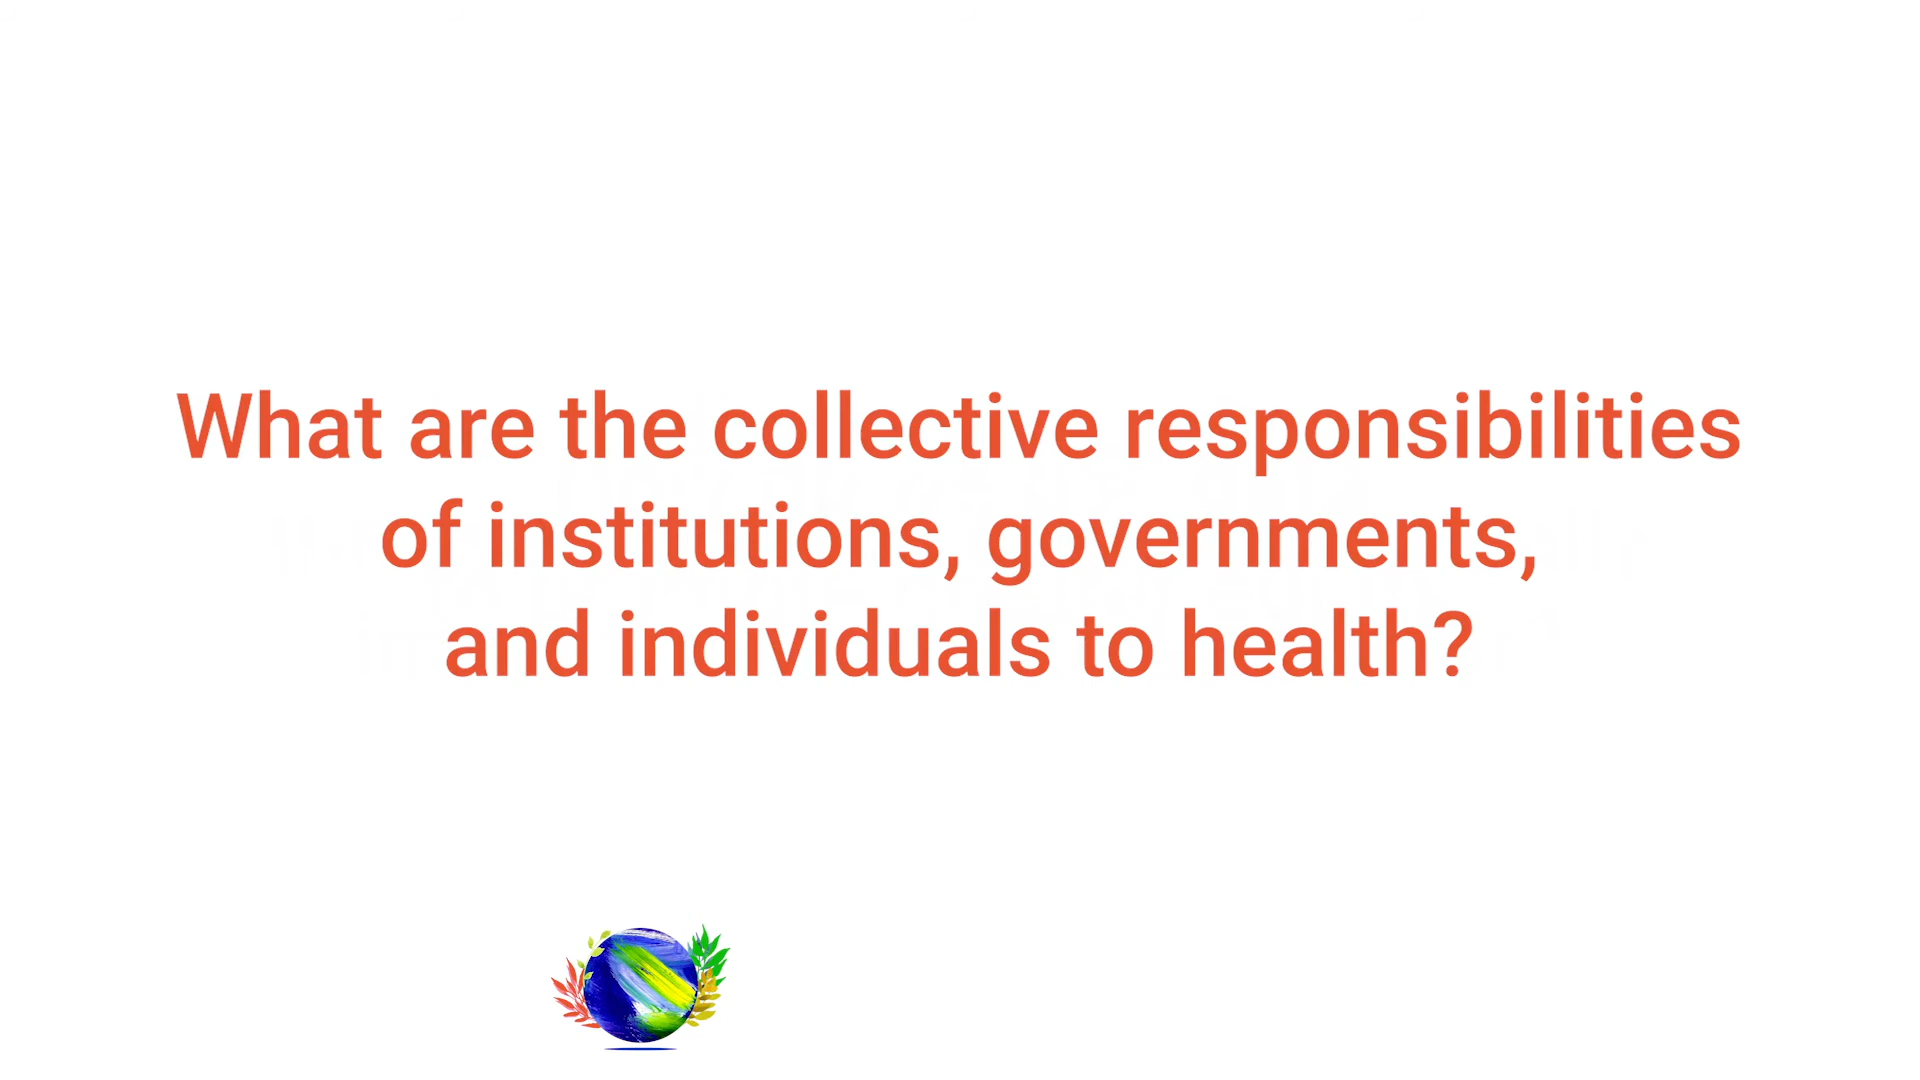 What are the collective responsibilities
of institutions, governments,
and individuals to health?